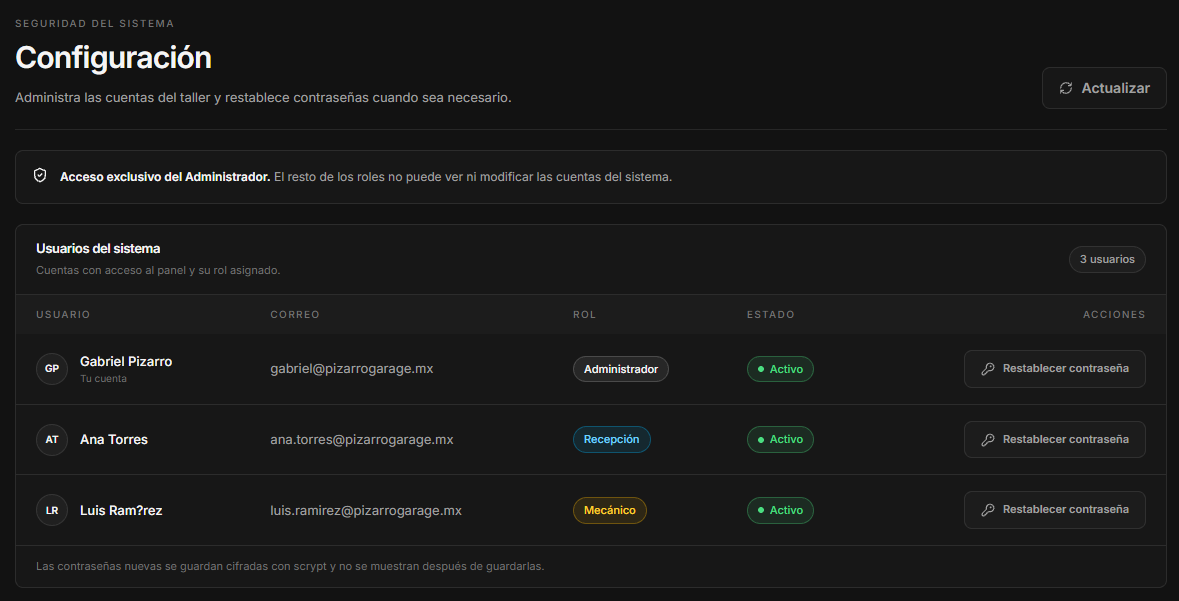 SEGURIDAD DEL SISTEMA
Configuración
Administra las cuentas del taller y restablece contraseñas cuando sea necesario.
Actualizar
Acceso exclusivo del Administrador. El resto de los roles no puede ver ni modificar las cuentas del sistema.
Usuarios del sistema
Cuentas con acceso al panel y su rol asignado.
3 usuarios
USUARIO CORREO ROL ESTADO ACCIONES
GP Gabriel Pizarro gabriel@pizarrogarage.mx Administrador Activo Restablecer contraseña
Tu cuenta
AT Ana Torres ana.torres@pizarrogarage.mx Recepción Activo Restablecer contraseña
LR Luis Ram?rez luis.ramirez@pizarrogarage.mx Mecánico Activo Restablecer contraseña
Las contraseñas nuevas se guardan cifradas con scrypt y no se muestran después de guardarlas.